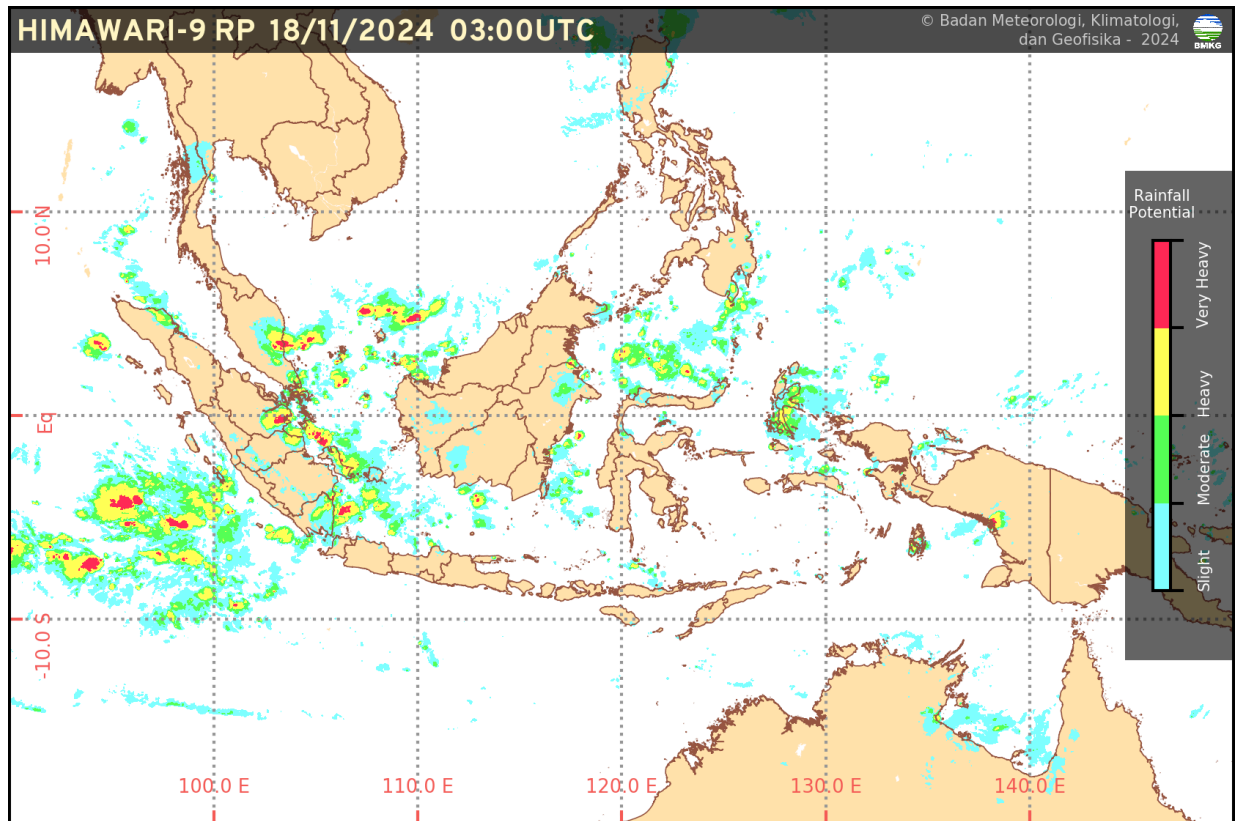 HIMAWARI-9 RP 18/11/2024 03:00UTC
© Badan Meteorologi, Klimatologi,
dan Geofisika - 2024
BMKG
Rainfall
Potential
Very Heavy
Heavy
Moderate
Slight
10.0 N
Eq
-10.0 S
100.0 E
110.0 E
120.0 E
130.0 E
140.0 E